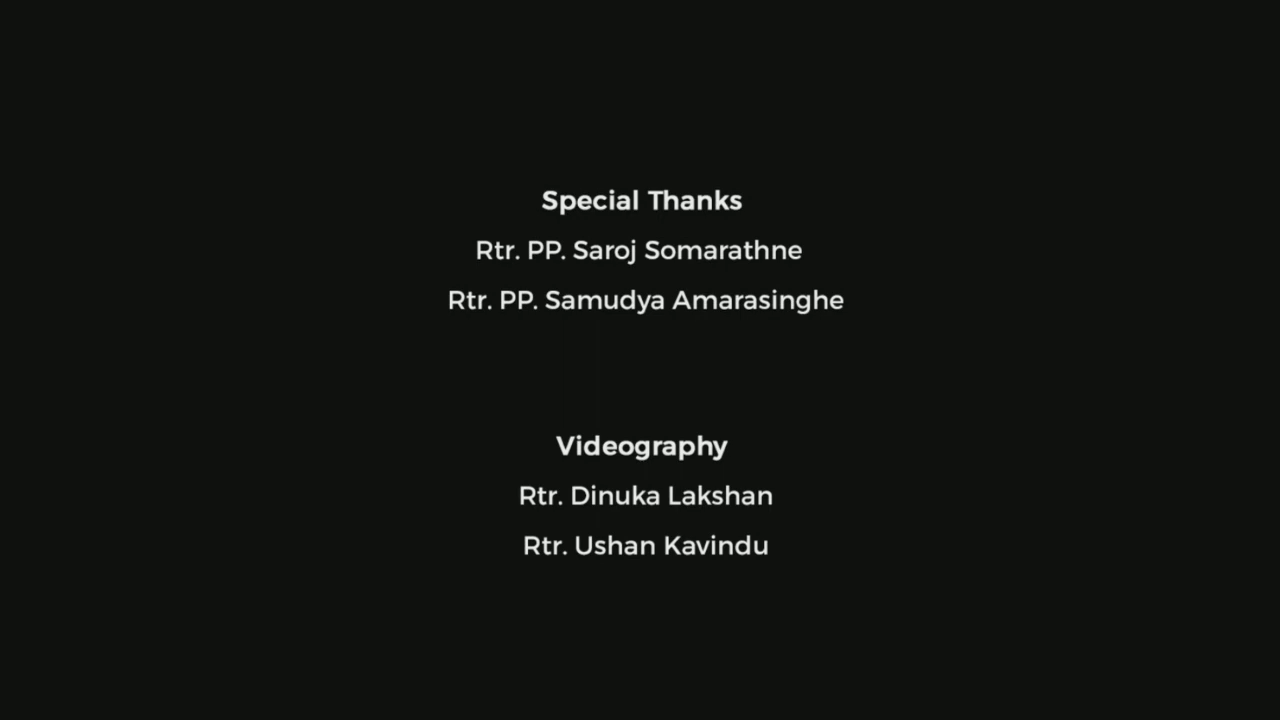 Special Thanks
Rtr. PP. Saroj Somarathne
Rtr. PP. Samudya Amarasinghe
Videography
Rtr. Dinuka Lakshan
Rtr. Ushan Kavindu